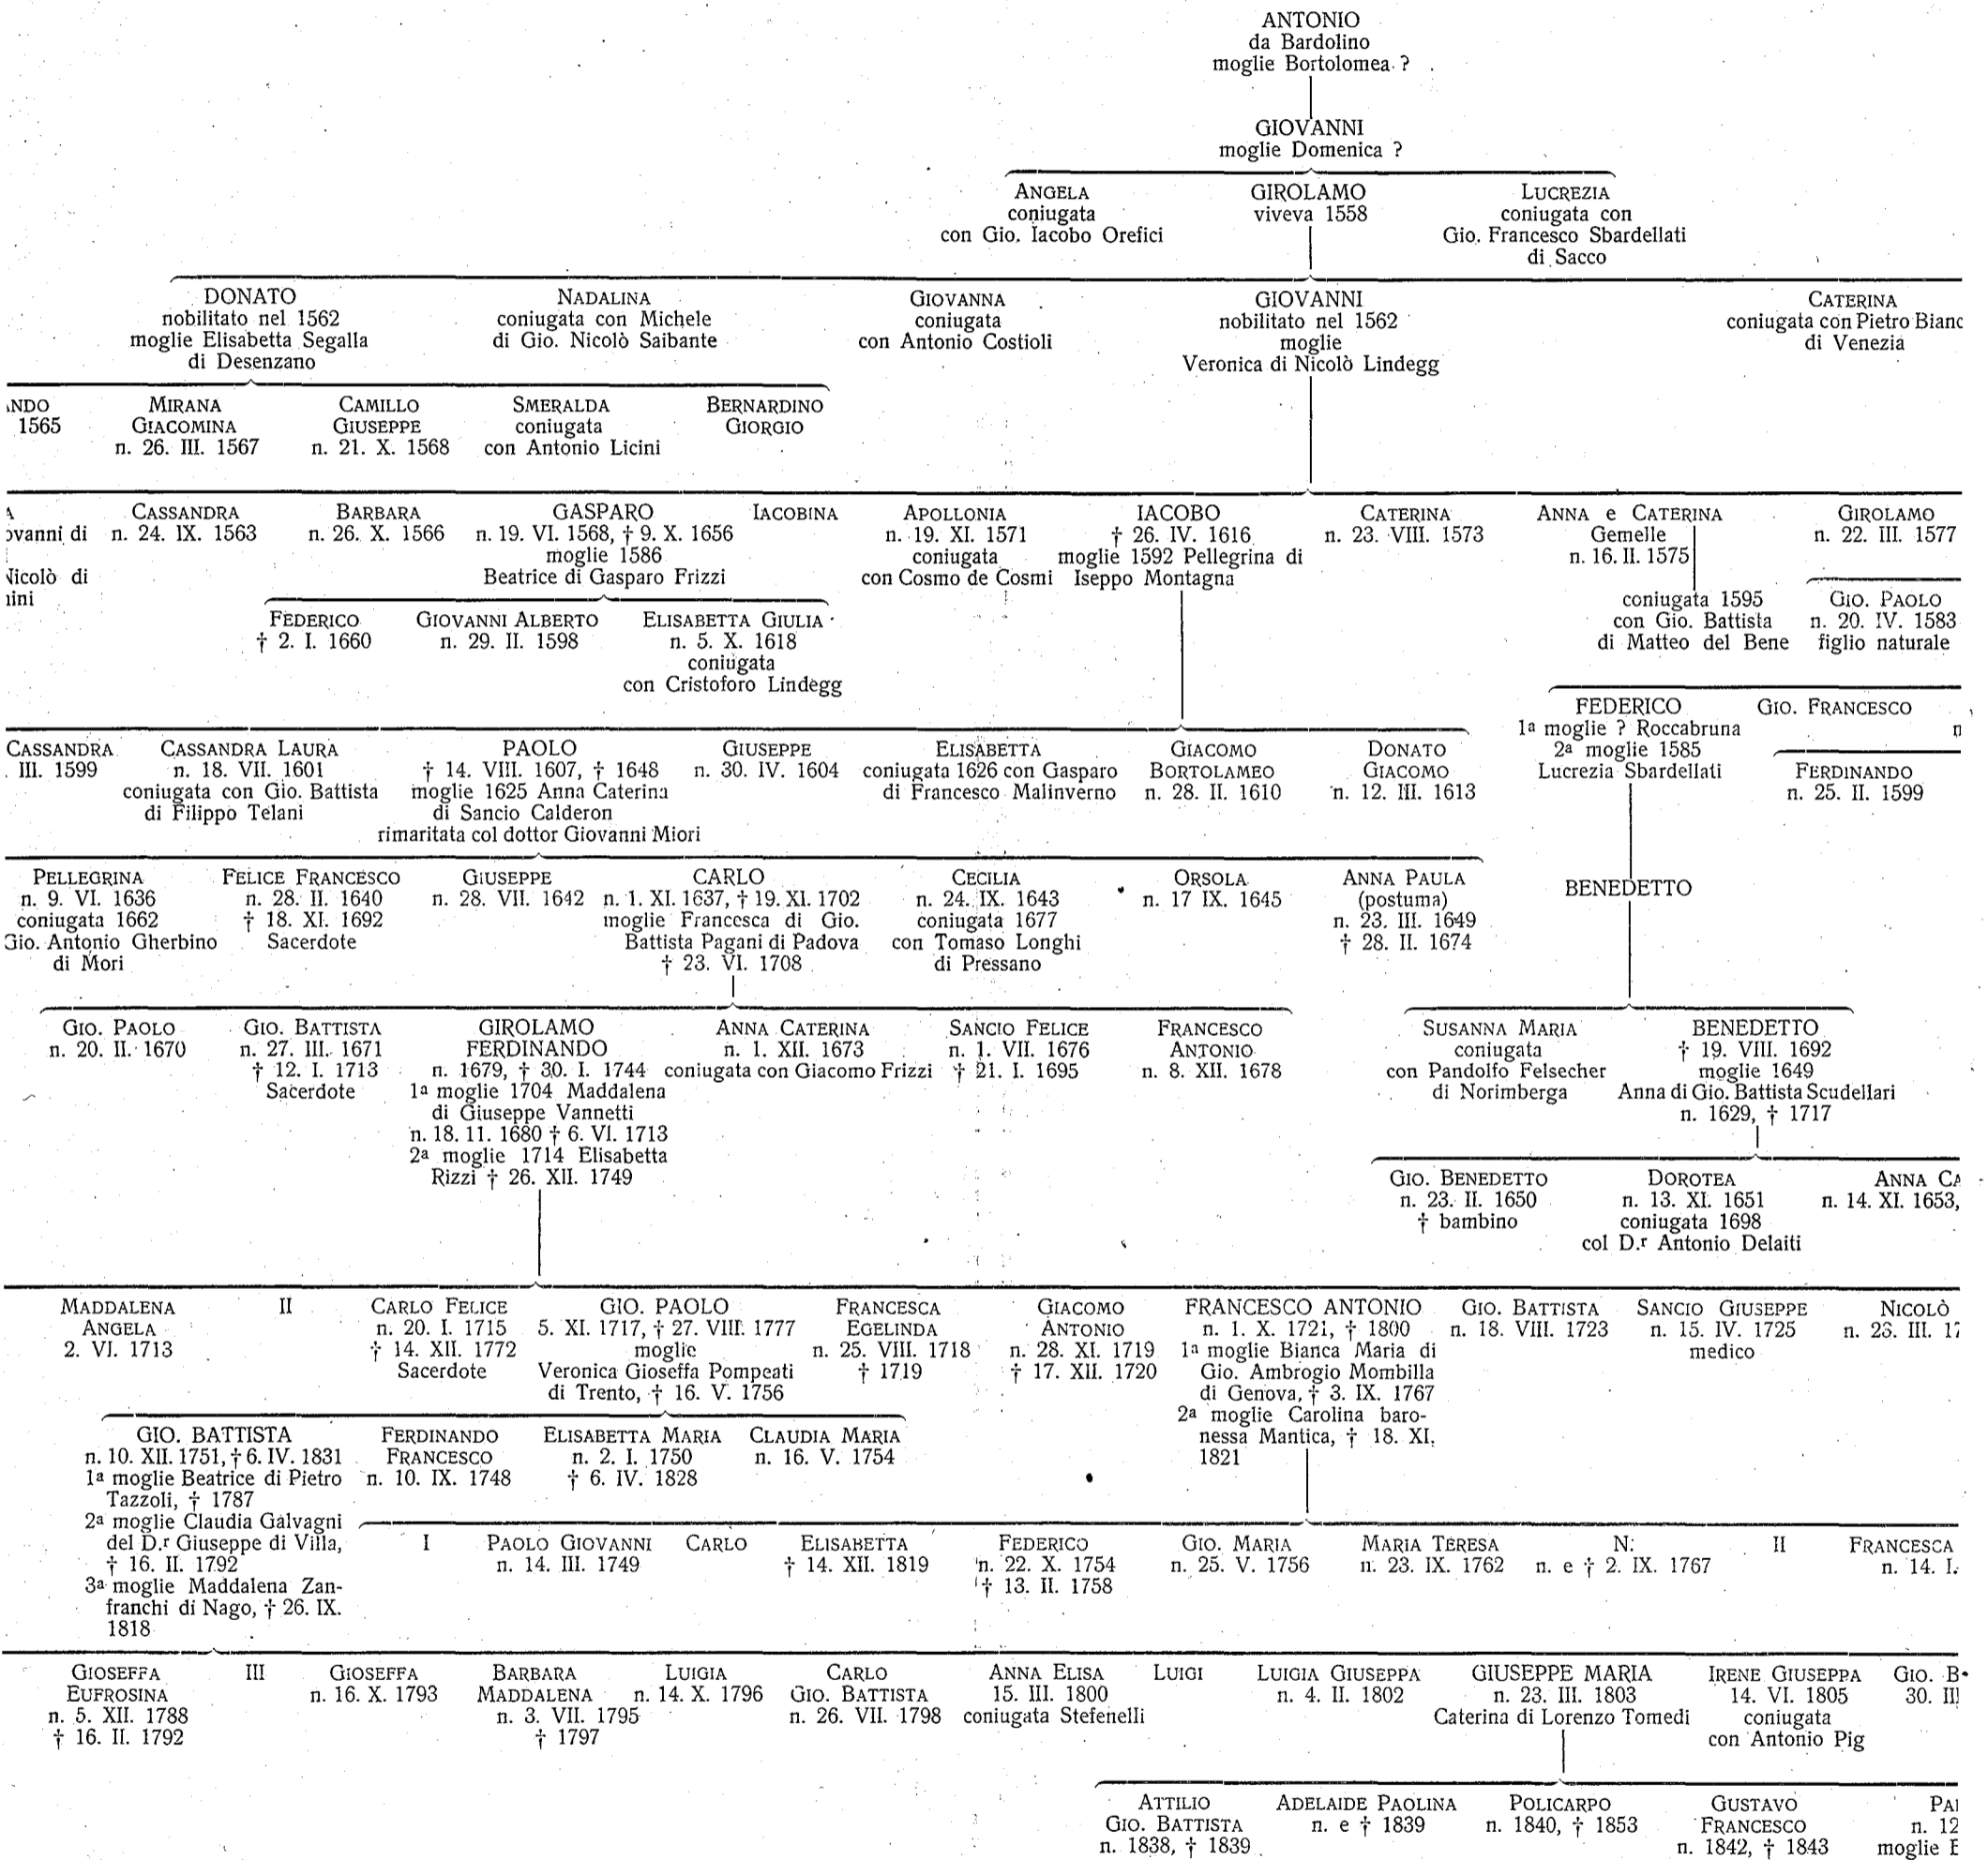 ANTONIO
da Bardolino
moglie Bortolomea ?
GIOVANNI
moglie Domenica ?
ANGELA
coniugata
con Gio. Iacobo Orefici
GIROLAMO
viveva 1558
LUCREZIA
coniugata con
Gio. Francesco Sbardellati
di Sacco
DONATO
nobilitato nel 1562
moglie Elisabetta Segalla
di Desenzano
NADALINA
coniugata con Michele
di Gio. Nicolò Saibante
GIOVANNA
coniugata
con Antonio Costioli
GIOVANNI
nobilitato nel 1562
moglie
Veronica di Nicolò Lindegg
CATERINA
coniugata con Pietro Bianc
di Venezia
NDO
1565
MIRANA
GIACOMINA
n. 26. III. 1567
CAMILLO
GIUSEPPE
n. 21. X. 1568
SMERALDA
coniugata
con Antonio Licini
BERNARDINO
GIORGIO
A
ovanni di
Nicolò di
nini
CASSANDRA
n. 24. IX. 1563
BARBARA
n. 26. X. 1566
GASPARO
n. 19. VI. 1568, † 9. X. 1656
moglie 1586
Beatrice di Gasparo Frizzi
IACOBINA
APOLLONIA
n. 19. XI. 1571
coniugata
con Cosmo de Cosmi
IACOBO
† 26. IV. 1616
moglie 1592 Pellegrina di
Iseppo Montagna
CATERINA
n. 23. VIII. 1573
ANNA e CATERINA
Gemelle
n. 16. II. 1575
coniugata 1595
con Gio. Battista
di Matteo del Bene
GIROLAMO
n. 22. III. 1577
GIO. PAOLO
n. 20. IV. 1583
figlio naturale
FEDERICO
† 2. I. 1660
GIOVANNI ALBERTO
n. 29. II. 1598
ELISABETTA GIULIA
n. 5. X. 1618
coniugata
con Cristoforo Lindegg
FEDERICO
1a moglie ? Roccabruna
2a moglie 1585
Lucrezia Sbardellati
GIO. FRANCESCO
n
FERDINANDO
n. 25. II. 1599
CASSANDRA
. III. 1599
CASSANDRA LAURA
n. 18. VII. 1601
coniugata con Gio. Battista
di Filippo Telani
PAOLO
† 14. VIII. 1607, † 1648
moglie 1625 Anna Caterina
di Sancio Calderon
rimaritata col dottor Giovanni Miori
GIUSEPPE
n. 30. IV. 1604
ELISABETTA
coniugata 1626 con Gasparo
di Francesco Malinverno
GIACOMO
BORTOLAMEO
n. 28. II. 1610
DONATO
GIACOMO
n. 12. III. 1613
PELLEGRINA
n. 9. VI. 1636
coniugata 1662
Gio. Antonio Gherbino
di Mori
FELICE FRANCESCO
n. 28. II. 1640
† 18. XI. 1692
Sacerdote
GIUSEPPE
n. 28. VII. 1642
CARLO
n. 1. XI. 1637, † 19. XI. 1702
moglie Francesca di Gio.
Battista Pagani di Padova
† 23. VI. 1708
CECILIA
n. 24. IX. 1643
coniugata 1677
con Tomaso Longhi
di Pressano
ORSOLA
n. 17 IX. 1645
ANNA PAULA
(postuma)
n. 23. III. 1649
† 28. II. 1674
BENEDETTO
GIO. PAOLO
n. 20. II. 1670
GIO. BATTISTA
n. 27. III. 1671
† 12. I. 1713
Sacerdote
GIROLAMO
FERDINANDO
n. 1679, † 30. I. 1744
1a moglie 1704 Maddalena
di Giuseppe Vannetti
n. 18. 11. 1680 † 6. VI. 1713
2a moglie 1714 Elisabetta
Rizzi † 26. XII. 1749
ANNA CATERINA
n. 1. XII. 1673
coniugata con Giacomo Frizzi
SANCIO FELICE
n. 1. VII. 1676
† 21. I. 1695
FRANCESCO
ANTONIO
n. 8. XII. 1678
SUSANNA MARIA
coniugata
con Pandolfo Felsecher
di Norimberga
BENEDETTO
† 19. VIII. 1692
moglie 1649
Anna di Gio. Battista Scudellari
n. 1629, † 1717
GIO. BENEDETTO
n. 23. II. 1650
† bambino
DOROTEA
n. 13. XI. 1651
coniugata 1698
col D.r Antonio Delaiti
ANNA CA
n. 14. XI. 1653,
MADDALENA
ANGELA
2. VI. 1713
II
CARLO FELICE
n. 20. I. 1715
† 14. XII. 1772
Sacerdote
GIO. PAOLO
5. XI. 1717, † 27. VIII. 1777
moglie
Veronica Gioseffa Pompeati
di Trento, † 16. V. 1756
FRANCESCA
EGELINDA
n. 25. VIII. 1718
† 1719
GIACOMO
ANTONIO
n. 28. XI. 1719
† 17. XII. 1720
FRANCESCO ANTONIO
n. 1. X. 1721, † 1800
1a moglie Bianca Maria di
Gio. Ambrogio Mombilla
di Genova, † 3. IX. 1767
2a moglie Carolina baro-
nessa Mantica, † 18. XI.
1821
GIO. BATTISTA
n. 18. VIII. 1723
SANCIO GIUSEPPE
n. 15. IV. 1725
medico
NICOLÒ
n. 23. III. 17
GIO. BATTISTA
n. 10. XII. 1751, † 6. IV. 1831
1a moglie Beatrice di Pietro
Tazzoli, † 1787
2a moglie Claudia Galvagni
del D.r Giuseppe di Villa,
† 16. II. 1792
3a moglie Maddalena Zan-
franchi di Nago, † 26. IX.
1818
FERDINANDO
FRANCESCO
n. 10. IX. 1748
ELISABETTA MARIA
n. 2. I. 1750
† 6. IV. 1828
CLAUDIA MARIA
n. 16. V. 1754
I
PAOLO GIOVANNI
n. 14. III. 1749
CARLO
ELISABETTA
† 14. XII. 1819
FEDERICO
n. 22. X. 1754
† 13. II. 1758
GIO. MARIA
n. 25. V. 1756
MARIA TERESA
n. 23. IX. 1762
N.
n. e † 2. IX. 1767
II
FRANCESCA
n. 14. I.
GIOSEFFA
EUFROSINA
n. 5. XII. 1788
† 16. II. 1792
III
GIOSEFFA
n. 16. X. 1793
BARBARA
MADDALENA
n. 3. VII. 1795
† 1797
LUIGIA
n. 14. X. 1796
CARLO
GIO. BATTISTA
n. 26. VII. 1798
ANNA ELISA
15. III. 1800
coniugata Stefenelli
LUIGI
LUIGIA GIUSEPPA
n. 4. II. 1802
GIUSEPPE MARIA
n. 23. III. 1803
Caterina di Lorenzo Tomedi
IRENE GIUSEPPA
14. VI. 1805
coniugata
con Antonio Pig
GIO. B
30. III
ATTILIO
GIO. BATTISTA
n. 1838, † 1839
ADELAIDE PAOLINA
n. e † 1839
POLICARPO
n. 1840, † 1853
GUSTAVO
FRANCESCO
n. 1842, † 1843
PA
n. 12
moglie E